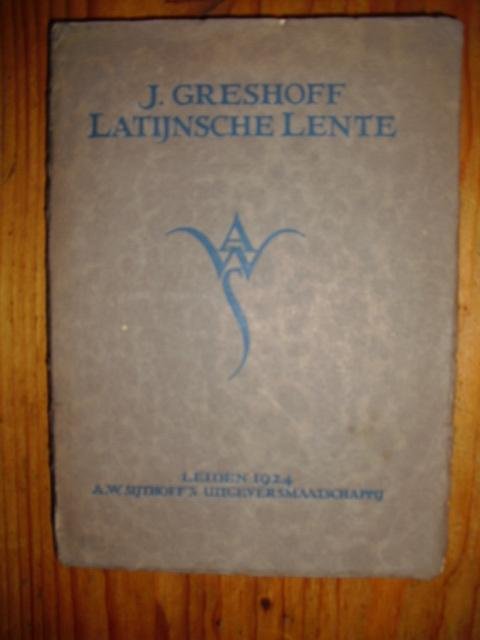 J. GRESHOFF
LATIJNSCHE LENTE
AWS
LEIDEN 1924
A.W. SIJTHOFF'S UITGEVERSMAATSCHAPPIJ